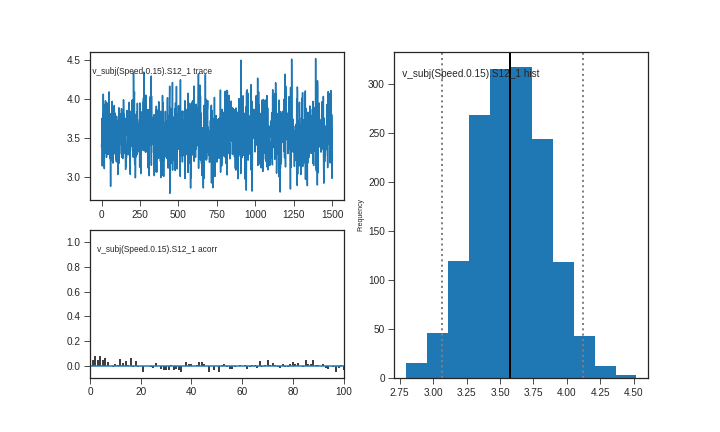 v_subj(Speed.0.15).S12_1 trace
4.5
4.0
3.5
3.0
0 250 500 750 1000 1250 1500
v_subj(Speed.0.15).S12_1 acorr
1.0
0.8
0.6
0.4
0.2
0.0
0 20 40 60 80 100
v_subj(Speed.0.15).S12_1 hist
Frequency
300
250
200
150
100
50
0
2.75 3.00 3.25 3.50 3.75 4.00 4.25 4.50